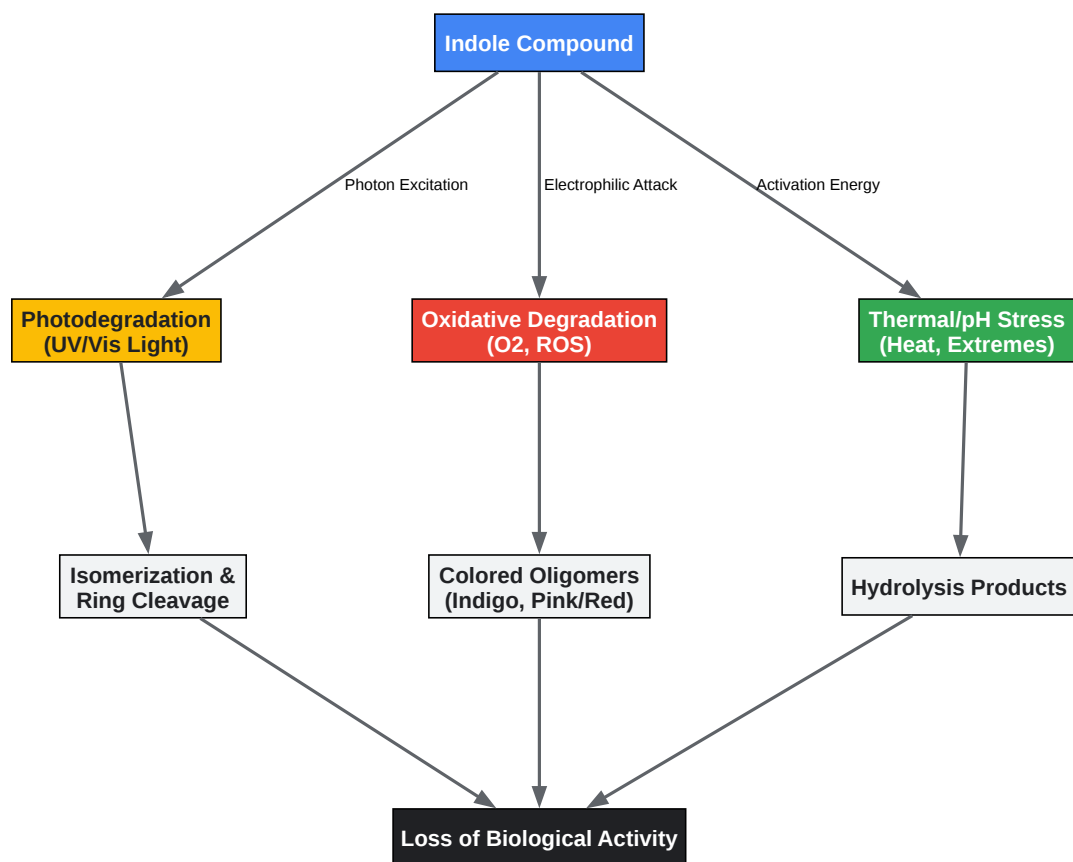 Indole Compound
Photon Excitation
Electrophilic Attack
Activation Energy
Photodegradation
(UV/Vis Light)
Oxidative Degradation
(O2, ROS)
Thermal/pH Stress
(Heat, Extremes)
Isomerization &
Ring Cleavage
Colored Oligomers
(Indigo, Pink/Red)
Hydrolysis Products
Loss of Biological Activity